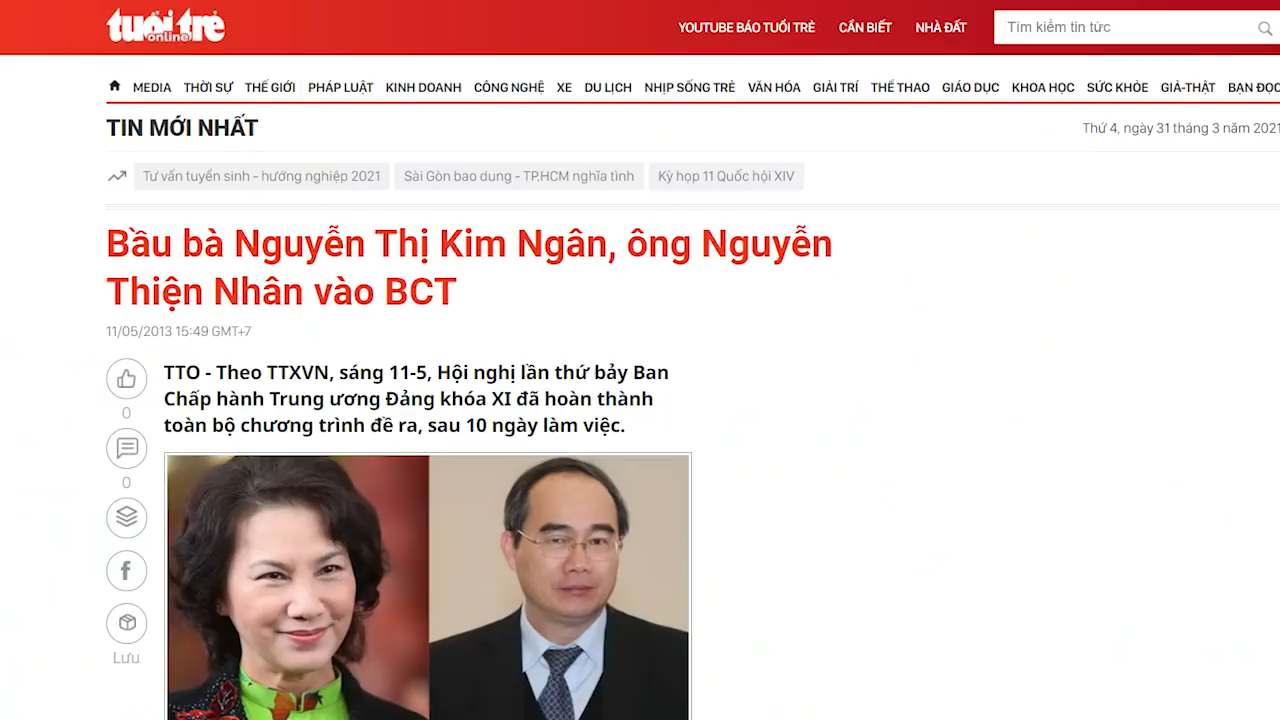 tuổi trẻ
online
YOUTUBE BÁO TUỔI TRẺ CẦN BIẾT NHÀ ĐẤT Tìm kiếm tin tức
MEDIA THỜI SỰ THẾ GIỚI PHÁP LUẬT KINH DOANH CÔNG NGHỆ XE DU LỊCH NHỊP SỐNG TRẺ VĂN HÓA GIẢI TRÍ THỂ THAO GIÁO DỤC KHOA HỌC SỨC KHỎE GIẢ-THẬT BẠN ĐỌC
TIN MỚI NHẤT Thứ 4, ngày 31 tháng 3 năm 2021
Tư vấn tuyển sinh - hướng nghiệp 2021 Sài Gòn bao dung - TP.HCM nghĩa tình Kỳ họp 11 Quốc hội XIV
Bầu bà Nguyễn Thị Kim Ngân, ông Nguyễn
Thiện Nhân vào BCT
11/05/2013 15:49 GMT+7
TTO - Theo TTXVN, sáng 11-5, Hội nghị lần thứ bảy Ban
Chấp hành Trung ương Đảng khóa XI đã hoàn thành
toàn bộ chương trình đề ra, sau 10 ngày làm việc.
0
0
f
Lưu